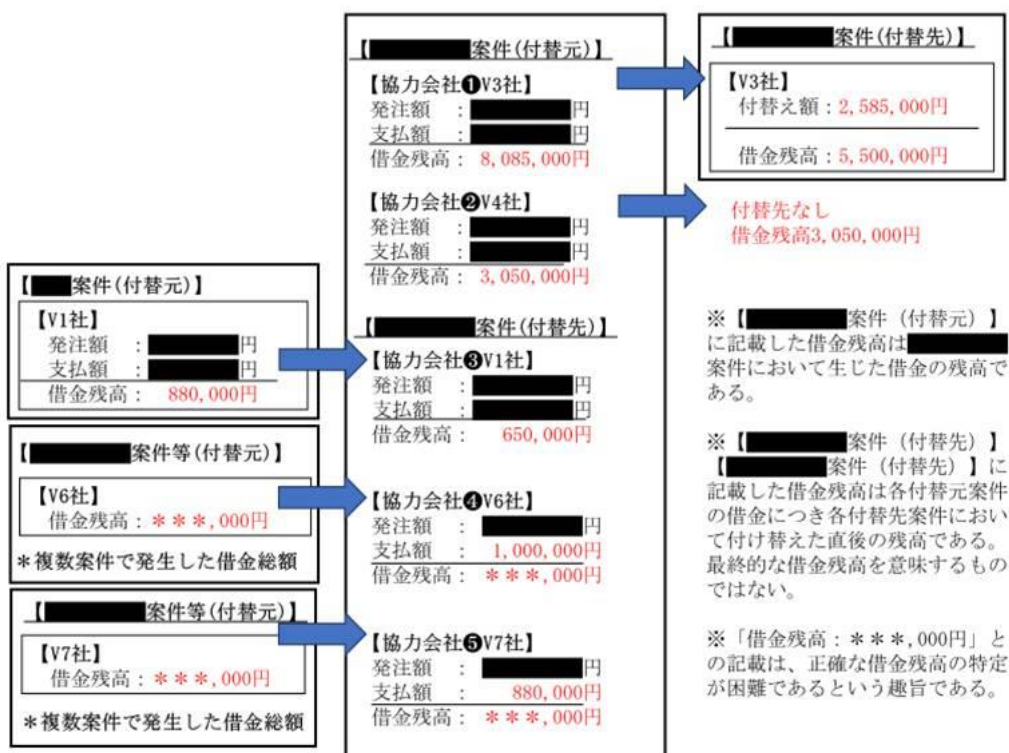 【案件(付替元)】
【V1社】
発注額 : 円
支払額 : 円
借金残高: 880,000円
【案件等(付替元)】
【V6社】
借金残高:＊＊＊,000円
＊複数案件で発生した借金総額
【案件等(付替元)】
【V7社】
借金残高:＊＊＊,000円
＊複数案件で発生した借金総額
【案件(付替元)】
【協力会社❶V3社】
発注額 : 円
支払額 : 円
借金残高: 8,085,000円
【協力会社❷V4社】
発注額 : 円
支払額 : 円
借金残高: 3,050,000円
【案件(付替先)】
【協力会社❸V1社】
発注額 : 円
支払額 : 円
借金残高: 650,000円
【協力会社❹V6社】
発注額 : 円
支払額 : 1,000,000円
借金残高: ＊＊＊,000円
【協力会社❺V7社】
発注額 : 円
支払額 : 880,000円
借金残高: ＊＊＊,000円
【案件(付替先)】
【V3社】
付替え額:2,585,000円
借金残高:5,500,000円
付替先なし
借金残高3,050,000円
※【案件（付替元）】
に記載した借金残高は
案件において生じた借金の残高で
ある。
※【案件（付替先）】
【案件（付替先）】に
記載した借金残高は各付替元案件
の借金につき各付替先案件におい
て付け替えた直後の残高である。
最終的な借金残高を意味するもの
ではない。
※「借金残高：＊＊＊,000円」と
の記載は、正確な借金残高の特定
が困難であるという趣旨である。